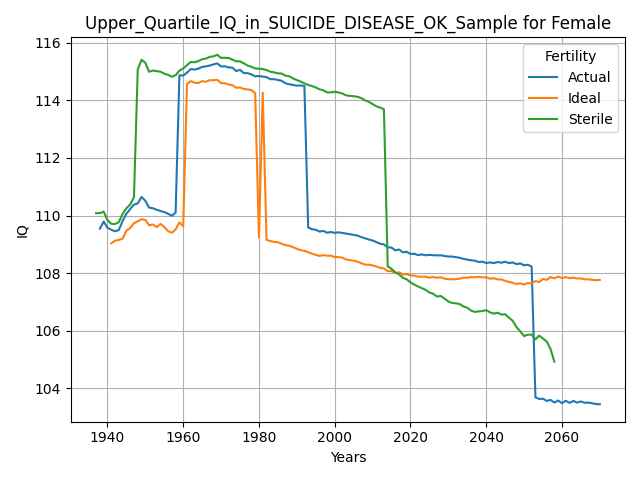 Upper_Quartile_IQ_in_SUICIDE_DISEASE_OK_Sample for Female
116
114
112
110
108
106
104
IQ
Fertility
Actual
Ideal
Sterile
1940 1960 1980 2000 2020 2040 2060
Years